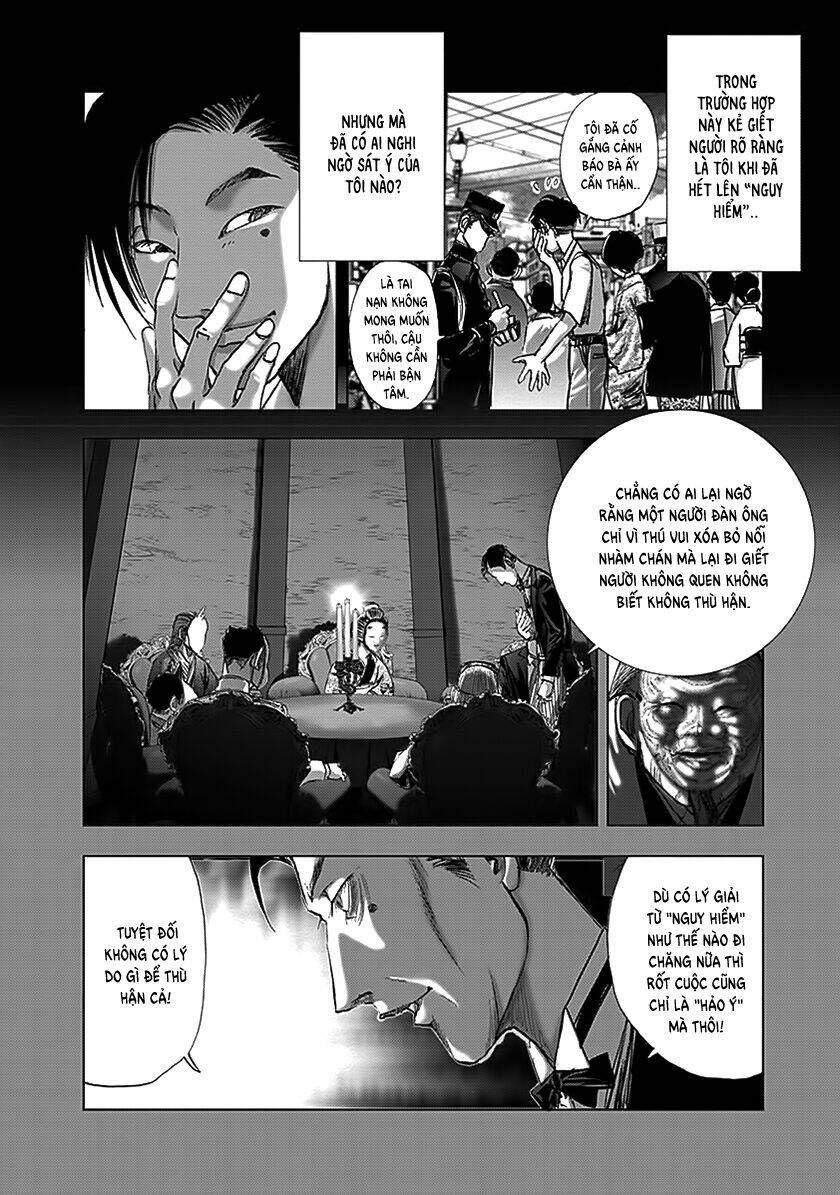 TRONG
TRƯỜNG HỢP
NÀY KẺ GIẾT
NGƯỜI RÕ RÀNG
LÀ TÔI KHI ĐÃ
HÉT LÊN "NGUY
HIỂM"..
TÔI ĐÃ CỐ
GẮNG CẢNH
BÁO BÀ ẤY
CẨN THẬN..
LÀ TAI
NẠN KHÔNG
MONG MUỐN
THÔI, CẬU
KHÔNG CẦN
PHẢI BẬN
TÂM.
NHƯNG MÀ
ĐÃ CÓ AI NGHI
NGỜ SÁT Ý CỦA
TÔI NÀO?
CHẲNG CÓ AI LẠI NGỜ
RẰNG MỘT NGƯỜI ĐÀN ÔNG
CHỈ VÌ THÚ VUI XÓA BỎ NỖI
NHÀM CHÁN MÀ LẠI ĐI GIẾT
NGƯỜI KHÔNG QUEN KHÔNG
BIẾT KHÔNG THÙ HẬN.
DÙ CÓ LÝ GIẢI
TỪ "NGUY HIỂM"
NHƯ THẾ NÀO ĐI
CHĂNG NỮA THÌ
RỐT CUỘC CŨNG
CHỈ LÀ "HẢO Ý"
MÀ THÔI!
TUYỆT ĐỐI
KHÔNG CÓ LÝ
DO GÌ ĐỂ THÙ
HẬN CẢ!